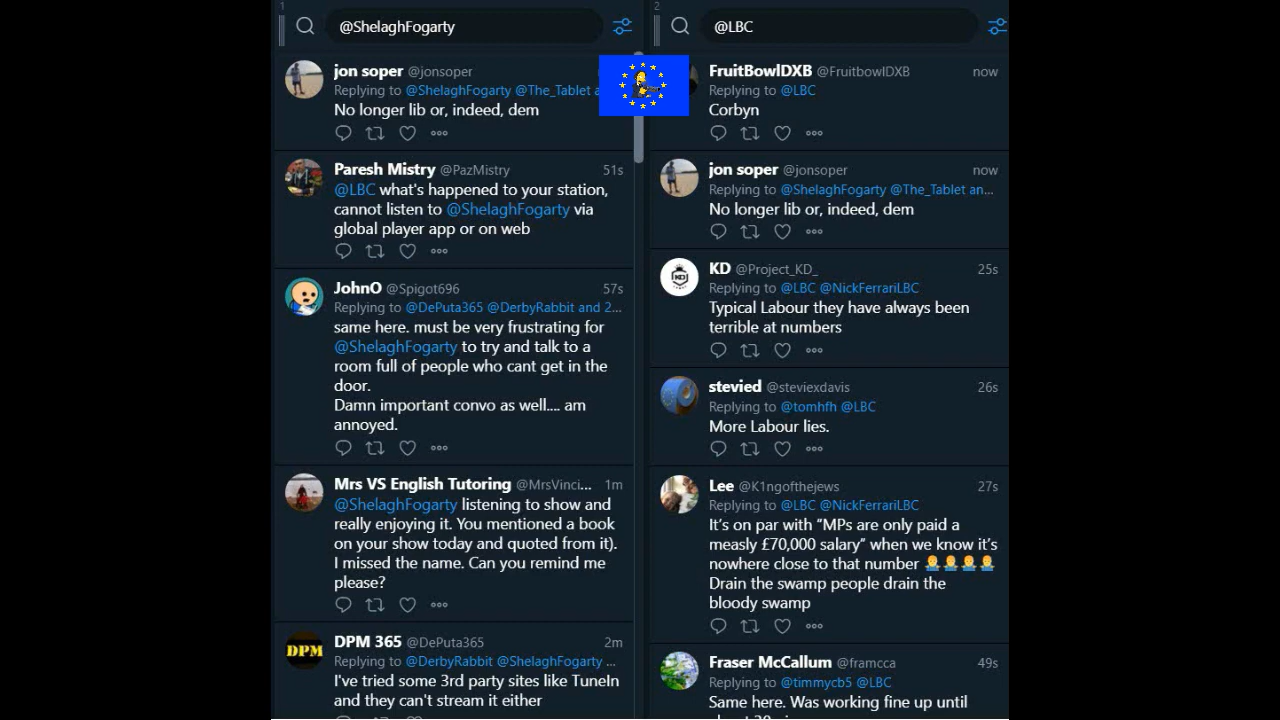 1
@ShelaghFogarty
jon soper @jonsoper
Replying to @ShelaghFogarty @The_Tablet
No longer lib or, indeed, dem
Paresh Mistry @PazMistry 51s
@LBC what's happened to your station,
cannot listen to @ShelaghFogarty via
global player app or on web
JohnO @Spigot696 57s
Replying to @DePuta365 @DerbyRabbit and 2...
same here. must be very frustrating for
@ShelaghFogarty to try and talk to a
room full of people who cant get in the
door.
Damn important convo as well.... am
annoyed.
Mrs VS English Tutoring @MrsVinci... 1m
@ShelaghFogarty listening to show and
really enjoying it. You mentioned a book
on your show today and quoted from it).
I missed the name. Can you remind me
please?
DPM
DPM 365 @DePuta365 2m
Replying to @DerbyRabbit @ShelaghFogarty ...
I've tried some 3rd party sites like TuneIn
and they can't stream it either
2
@LBC
FruitBowlDXB @FruitbowlDXB now
Replying to @LBC
Corbyn
jon soper @jonsoper now
Replying to @ShelaghFogarty @The_Tablet an...
No longer lib or, indeed, dem
KD
KD @Project_KD_ 25s
Replying to @LBC @NickFerrariLBC
Typical Labour they have always been
terrible at numbers
stevied @steviexdavis 26s
Replying to @tomhfh @LBC
More Labour lies.
Lee @K1ngofthejews 27s
Replying to @LBC @NickFerrariLBC
It's on par with "MPs are only paid a
measly £70,000 salary" when we know it's
nowhere close to that number
Drain the swamp people drain the
bloody swamp
Fraser McCallum @framcca 49s
Replying to @timmycb5 @LBC
Same here. Was working fine up until